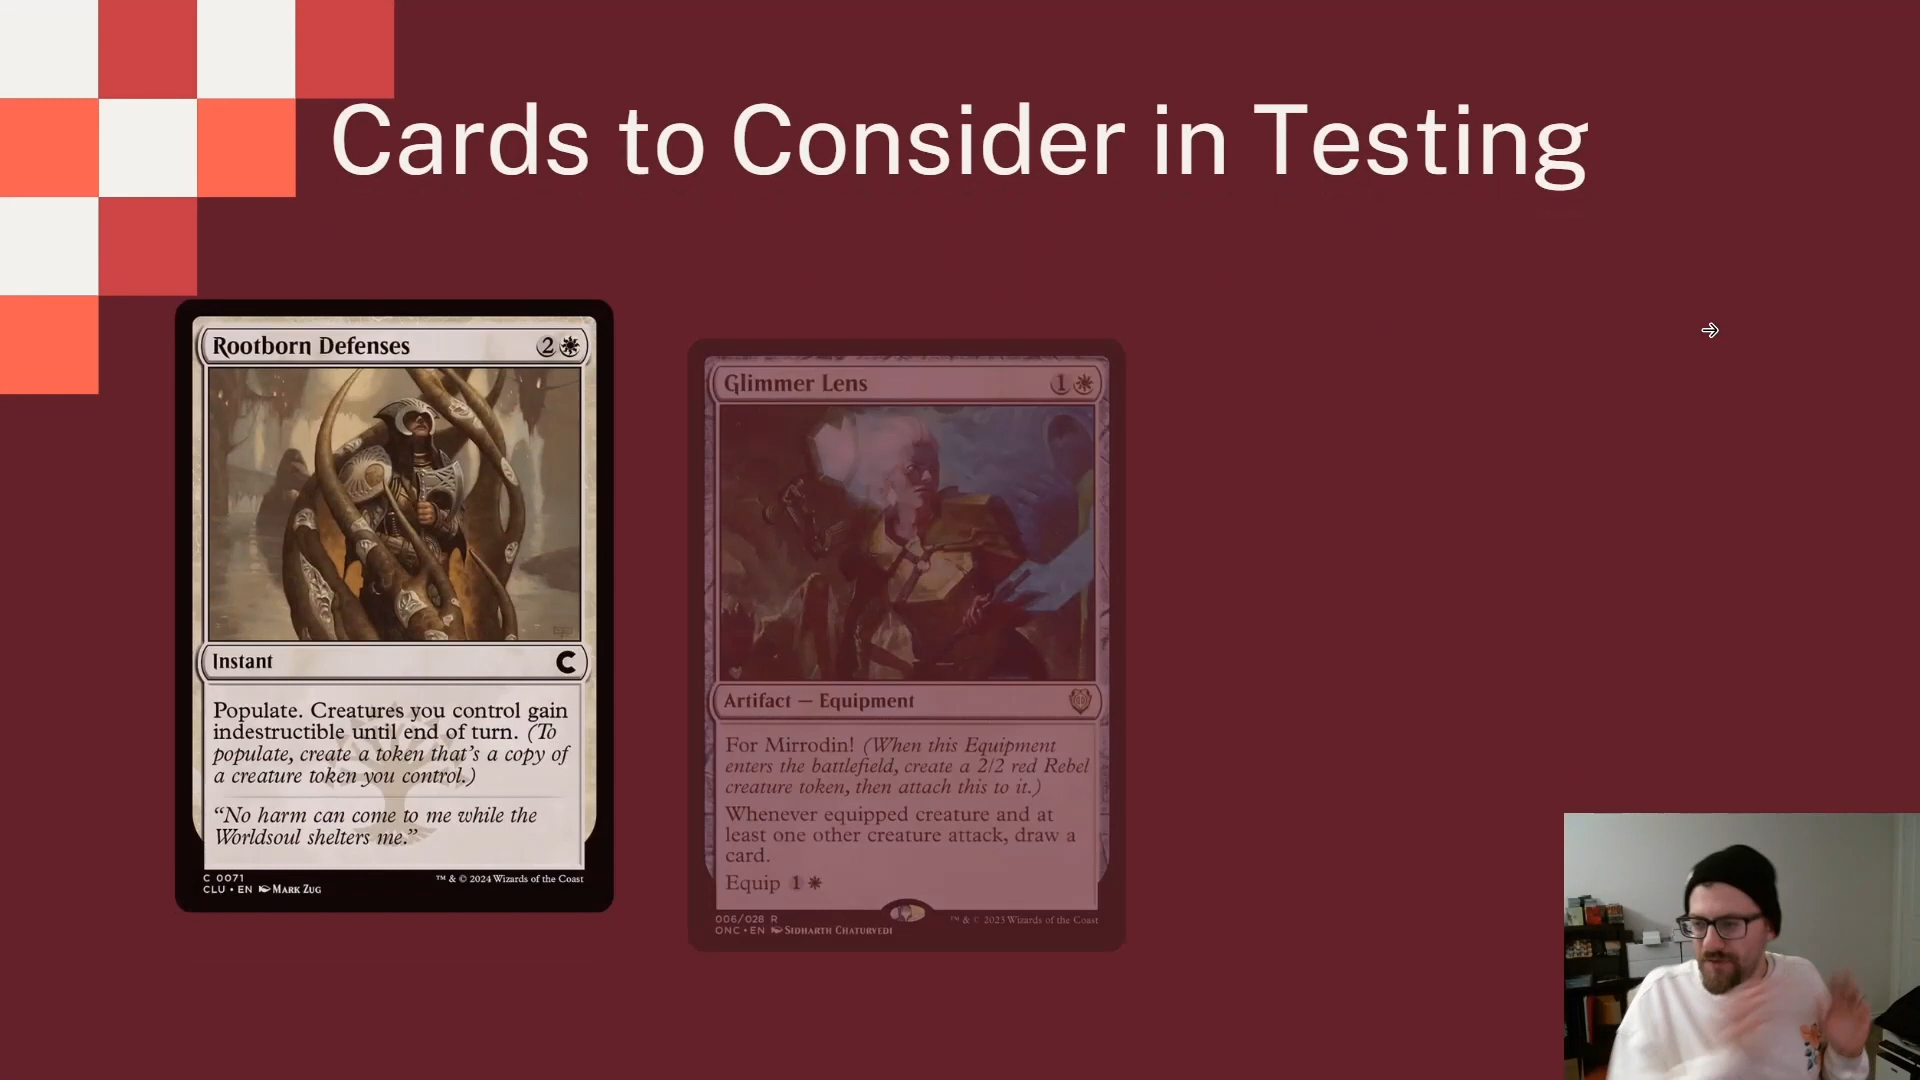 Cards to Consider in Testing
Rootborn Defenses 2
Instant
Populate. Creatures you control gain
indestructible until end of turn. (To
populate, create a token that's a copy of
a creature token you control.)
"No harm can come to me while the
Worldsoul shelters me."
C 0071
CLU • EN MARK ZUG
™ & © 2024 Wizards of the Coast
Glimmer Lens 1
Artifact — Equipment
For Mirrodin! (When this Equipment
enters the battlefield, create a 2/2 red Rebel
creature token, then attach this to it.)
Whenever equipped creature and at
least one other creature attack, draw a
card.
Equip 1
006/028 R
ONC • EN SIDHARTH CHATURVEDI
™ & © 2023 Wizards of the Coast